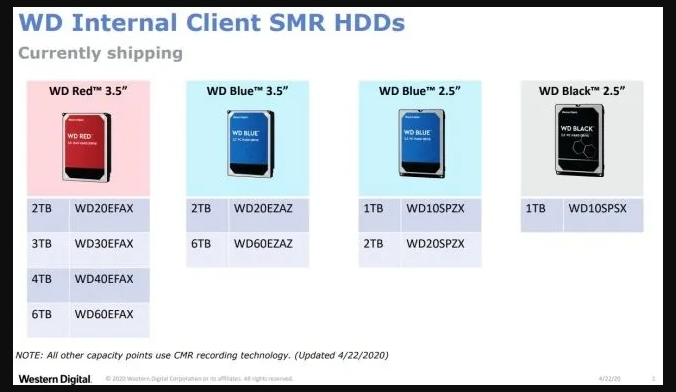 WD Internal Client SMR HDDs
Currently shipping
WD Red™ 3.5”
WD Blue™ 3.5”
WD Blue™ 2.5”
WD Black™ 2.5”
WD RED
WD BLUE
WD BLUE
WD BLACK
2TB WD20EFAX
3TB WD30EFAX
4TB WD40EFAX
6TB WD60EFAX
2TB WD20EZAZ
6TB WD60EZAZ
1TB WD10SPZX
2TB WD20SPZX
1TB WD10SPSX
NOTE: All other capacity points use CMR recording technology. (Updated 4/22/2020)
Western Digital.
© 2020 Western Digital Corporation or its affiliates. All rights reserved.
4/22/20